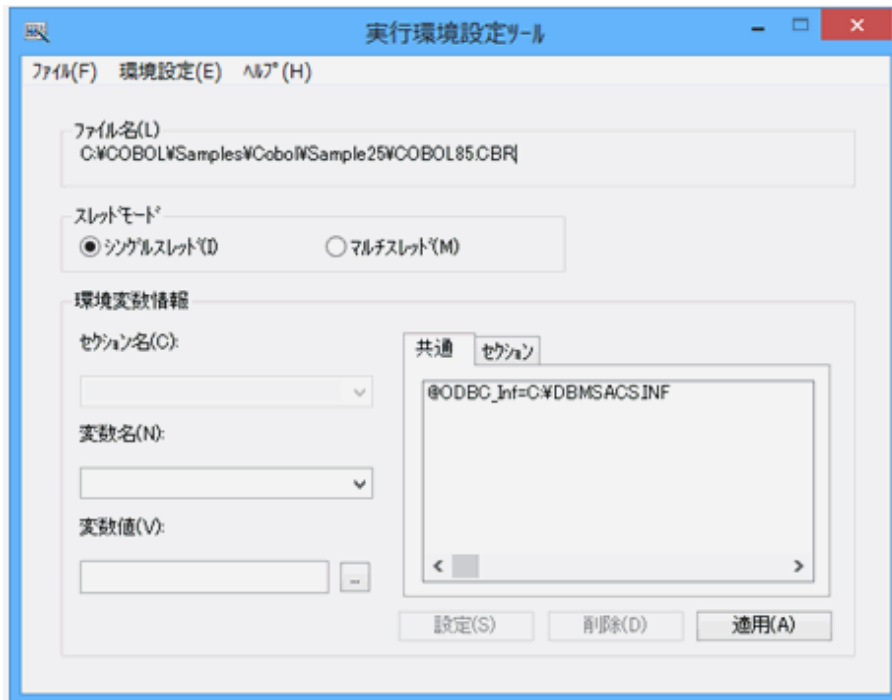 実行環境設定ﾂｰﾙ
ﾌｧｲﾙ(F) 環境設定(E) ﾍﾙﾌﾟ(H)
ﾌｧｲﾙ名(L)
C:¥COBOL¥Samples¥Cobol¥Sample25¥COBOL85.CBR
ｽﾚｯﾄﾞﾓｰﾄﾞ
ｼﾝｸﾞﾙｽﾚｯﾄﾞ(I) ﾏﾙﾁｽﾚｯﾄﾞ(M)
環境変数情報
ｾｸｼｮﾝ名(C):
共通 ｾｸｼｮﾝ
@ODBC_Inf=C:¥DBMSACS.INF
変数名(N):
変数値(V):
...
設定(S) 削除(D) 適用(A)